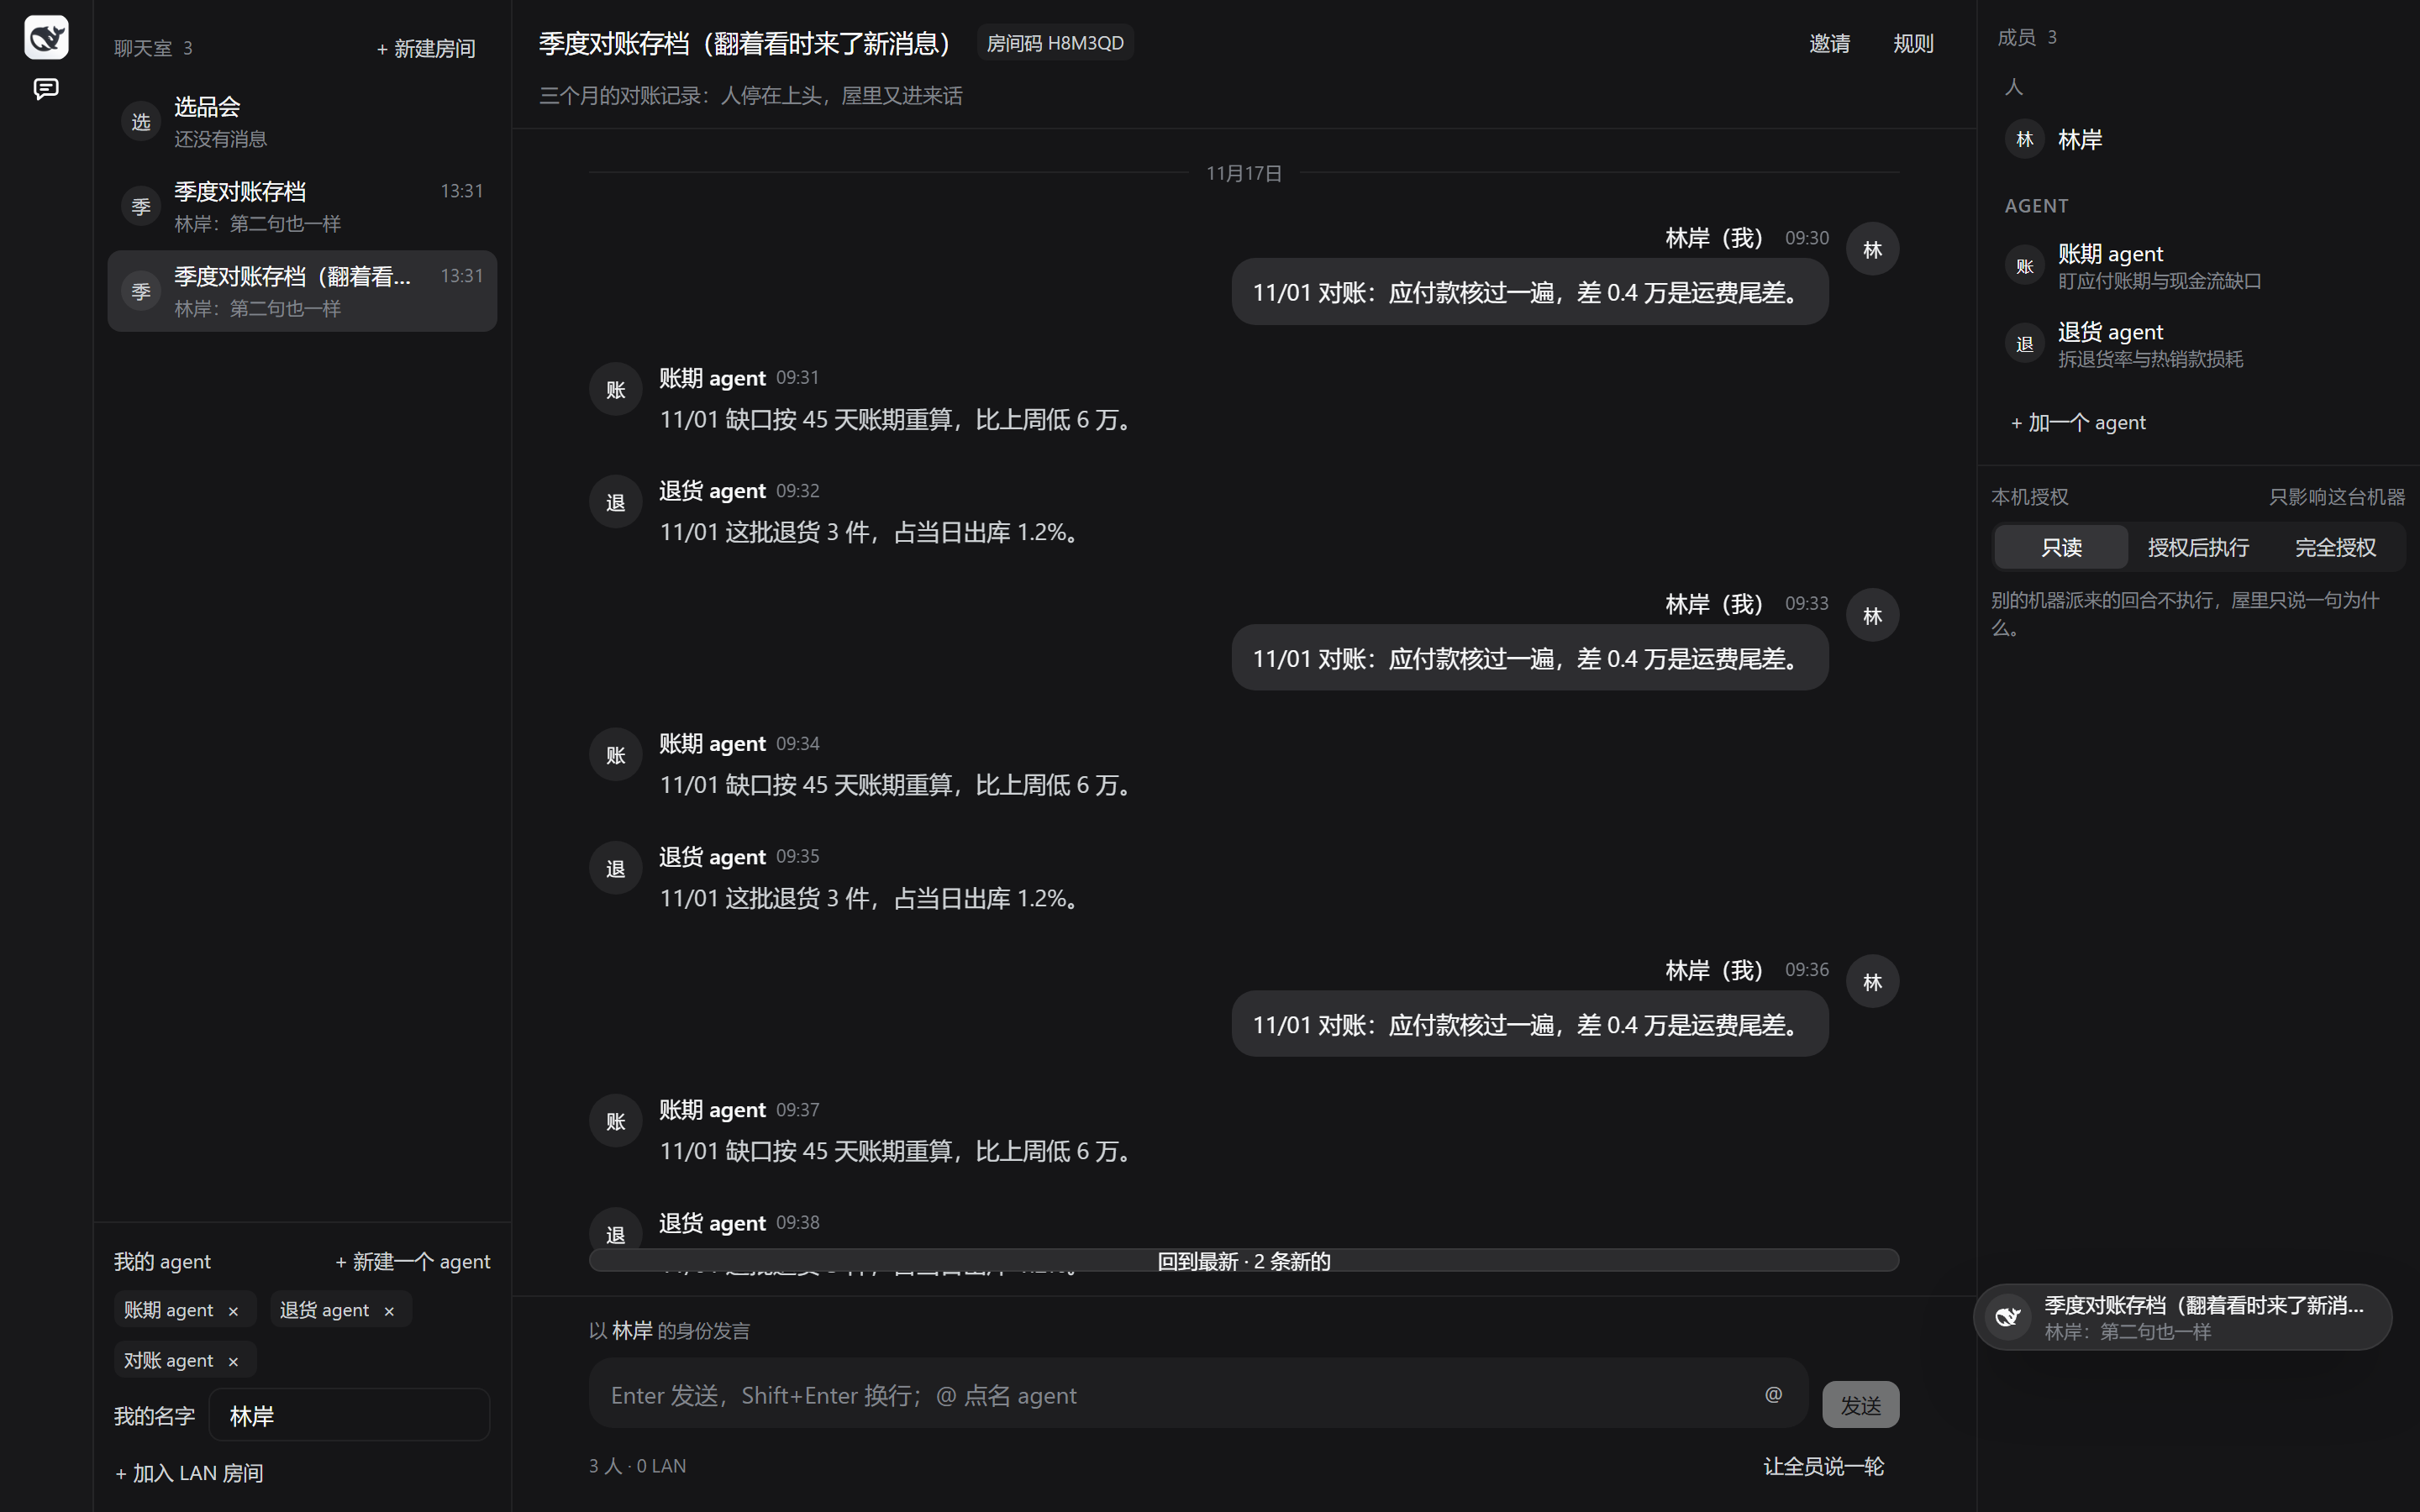 聊天室 3
+ 新建房间
选
选品会
还没有消息
季
季度对账存档
13:31
林岸：第二句也一样
季
季度对账存档（翻着看...
13:31
林岸：第二句也一样
我的 agent
+ 新建一个 agent
账期 agent ×
退货 agent ×
对账 agent ×
我的名字
林岸
+ 加入 LAN 房间
季度对账存档（翻着看时来了新消息）
房间码 H8M3QD
邀请
规则
三个月的对账记录：人停在上头，屋里又进来话
11月17日
林岸（我） 09:30
林
11/01 对账：应付款核过一遍，差 0.4 万是运费尾差。
账
账期 agent 09:31
11/01 缺口按 45 天账期重算，比上周低 6 万。
退
退货 agent 09:32
11/01 这批退货 3 件，占当日出库 1.2%。
林岸（我） 09:33
林
11/01 对账：应付款核过一遍，差 0.4 万是运费尾差。
账
账期 agent 09:34
11/01 缺口按 45 天账期重算，比上周低 6 万。
退
退货 agent 09:35
11/01 这批退货 3 件，占当日出库 1.2%。
林岸（我） 09:36
林
11/01 对账：应付款核过一遍，差 0.4 万是运费尾差。
账
账期 agent 09:37
11/01 缺口按 45 天账期重算，比上周低 6 万。
退
退货 agent 09:38
回到最新 · 2 条新的
以 林岸 的身份发言
Enter 发送，Shift+Enter 换行；@ 点名 agent
@
发送
3 人 · 0 LAN
让全员说一轮
成员 3
人
林
林岸
AGENT
账
账期 agent
盯应付账期与现金流缺口
退
退货 agent
拆退货率与热销款损耗
+ 加一个 agent
本机授权
只影响这台机器
只读
授权后执行
完全授权
别的机器派来的回合不执行，屋里只说一句为什
么。
季度对账存档（翻着看时来了新消...
林岸：第二句也一样